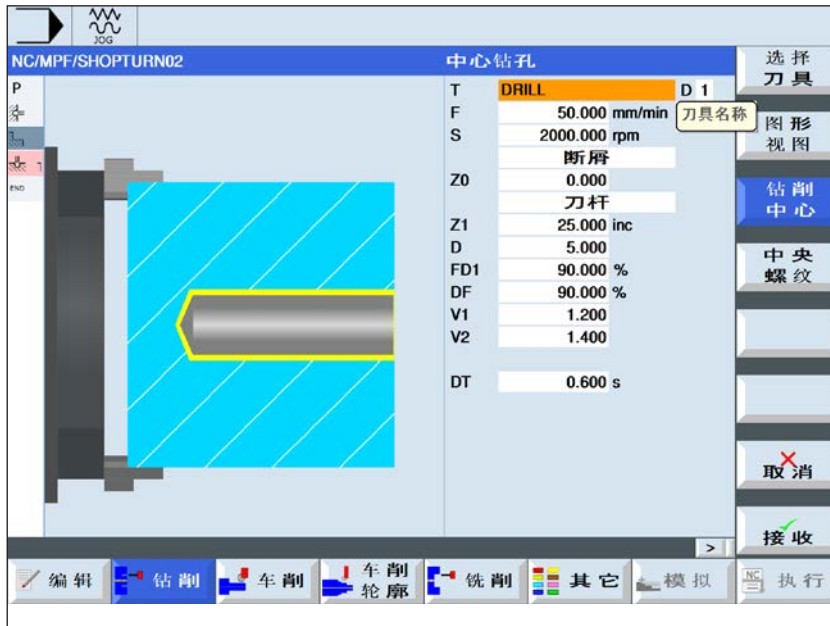 JOG
NC/MPF/SHOPTURN02
中心钻孔
P
END
T DRILL D 1
F 50.000 mm/min
刀具名称
S 2000.000 rpm
断屑
Z0 0.000
刀杆
Z1 25.000 inc
D 5.000
FD1 90.000 %
DF 90.000 %
V1 1.200
V2 1.400
DT 0.600 s
选择
刀具
图形
视图
钻削
中心
中央
螺纹
取消
接收
>
编辑
钻削
车削
车削
轮廓
铣削
其它
模拟
NC
执行